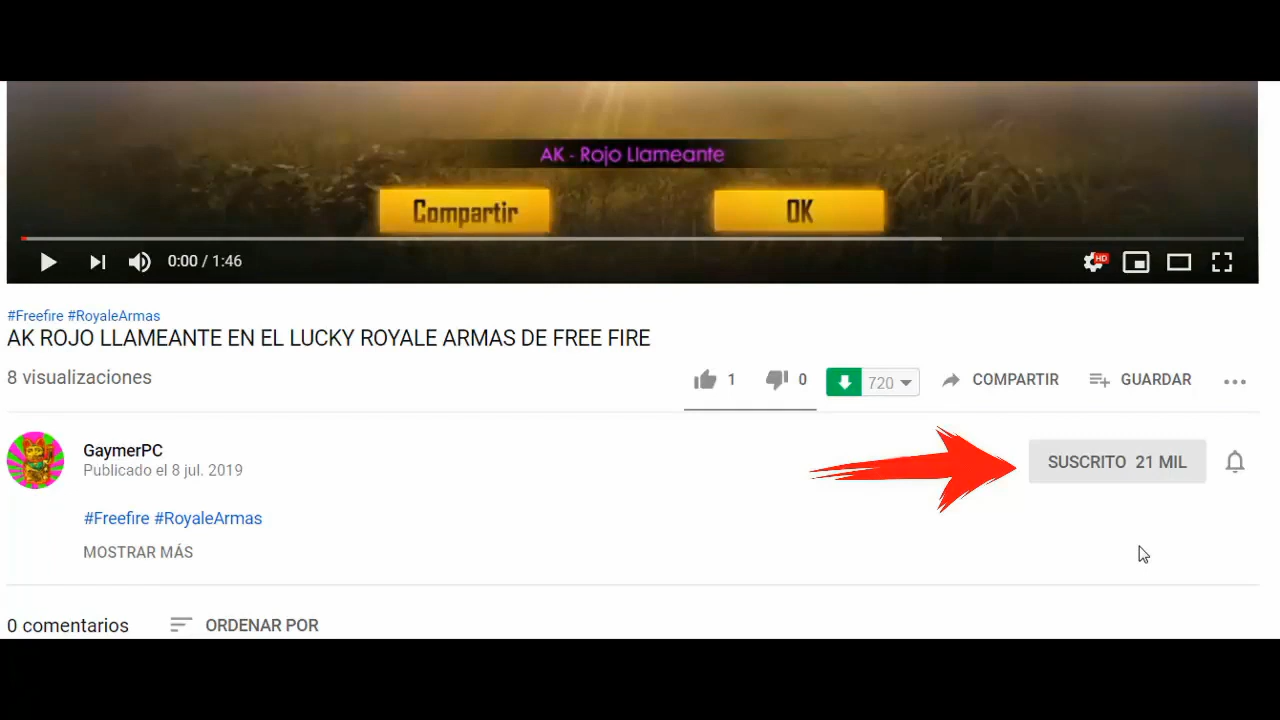 AK - Rojo Llameante
Compartir OK
0:00 / 1:46 HD
#Freefire #RoyaleArmas
AK ROJO LLAMEANTE EN EL LUCKY ROYALE ARMAS DE FREE FIRE
8 visualizaciones
1 0 720 COMPARTIR GUARDAR
GaymerPC
Publicado el 8 jul. 2019
SUSCRITO 21 MIL
#Freefire #RoyaleArmas
MOSTRAR MÁS
0 comentarios ORDENAR POR